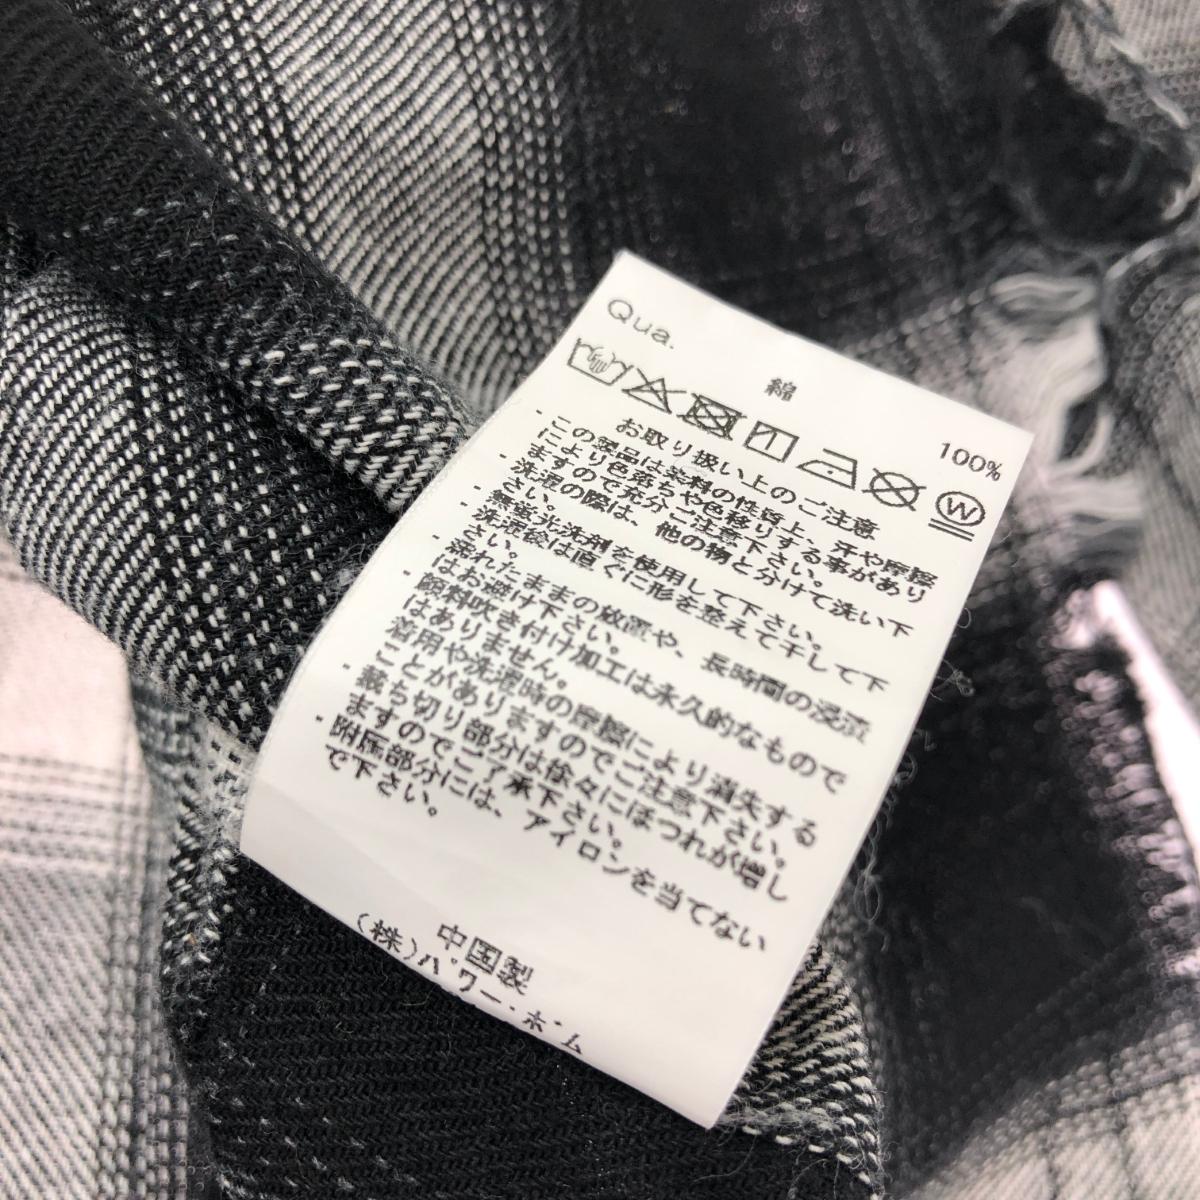 Qua.
綿 100%
W
お取り扱い上のご注意
・この製品は染料の性質上、汗や摩擦
により色落ちや色移りする事があり
ますので充分ご注意下さい。
・洗濯の際は、他の物と分けて洗い下
さい。
・無蛍光洗剤を使用して下さい。
・洗濯後は直ぐに形を整えて干して下
さい。
・濡れたままの放置や、長時間の浸漬
はお避け下さい。
・顔料吹き付け加工は永久的なもので
はありません。
着用や洗濯時の摩擦により消失する
ことがありますのでご注意下さい。
・裁ち切り部分は徐々にほつれが増し
ますのでご了承下さい。
・附属部分には、アイロンを当てない
で下さい。
中国製
(株)パワー・ボム